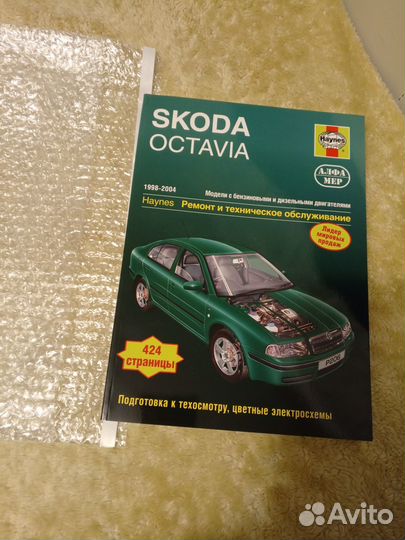 SKODA
OCTAVIA
Haynes
АЛФА
МЕР
1998-2004
Модели с бензиновыми и дизельными двигателями
Haynes Ремонт и техническое обслуживание
Лидер
мировых
продаж
424
страницы
Подготовка к техосмотру, цветные электросхемы
Avito